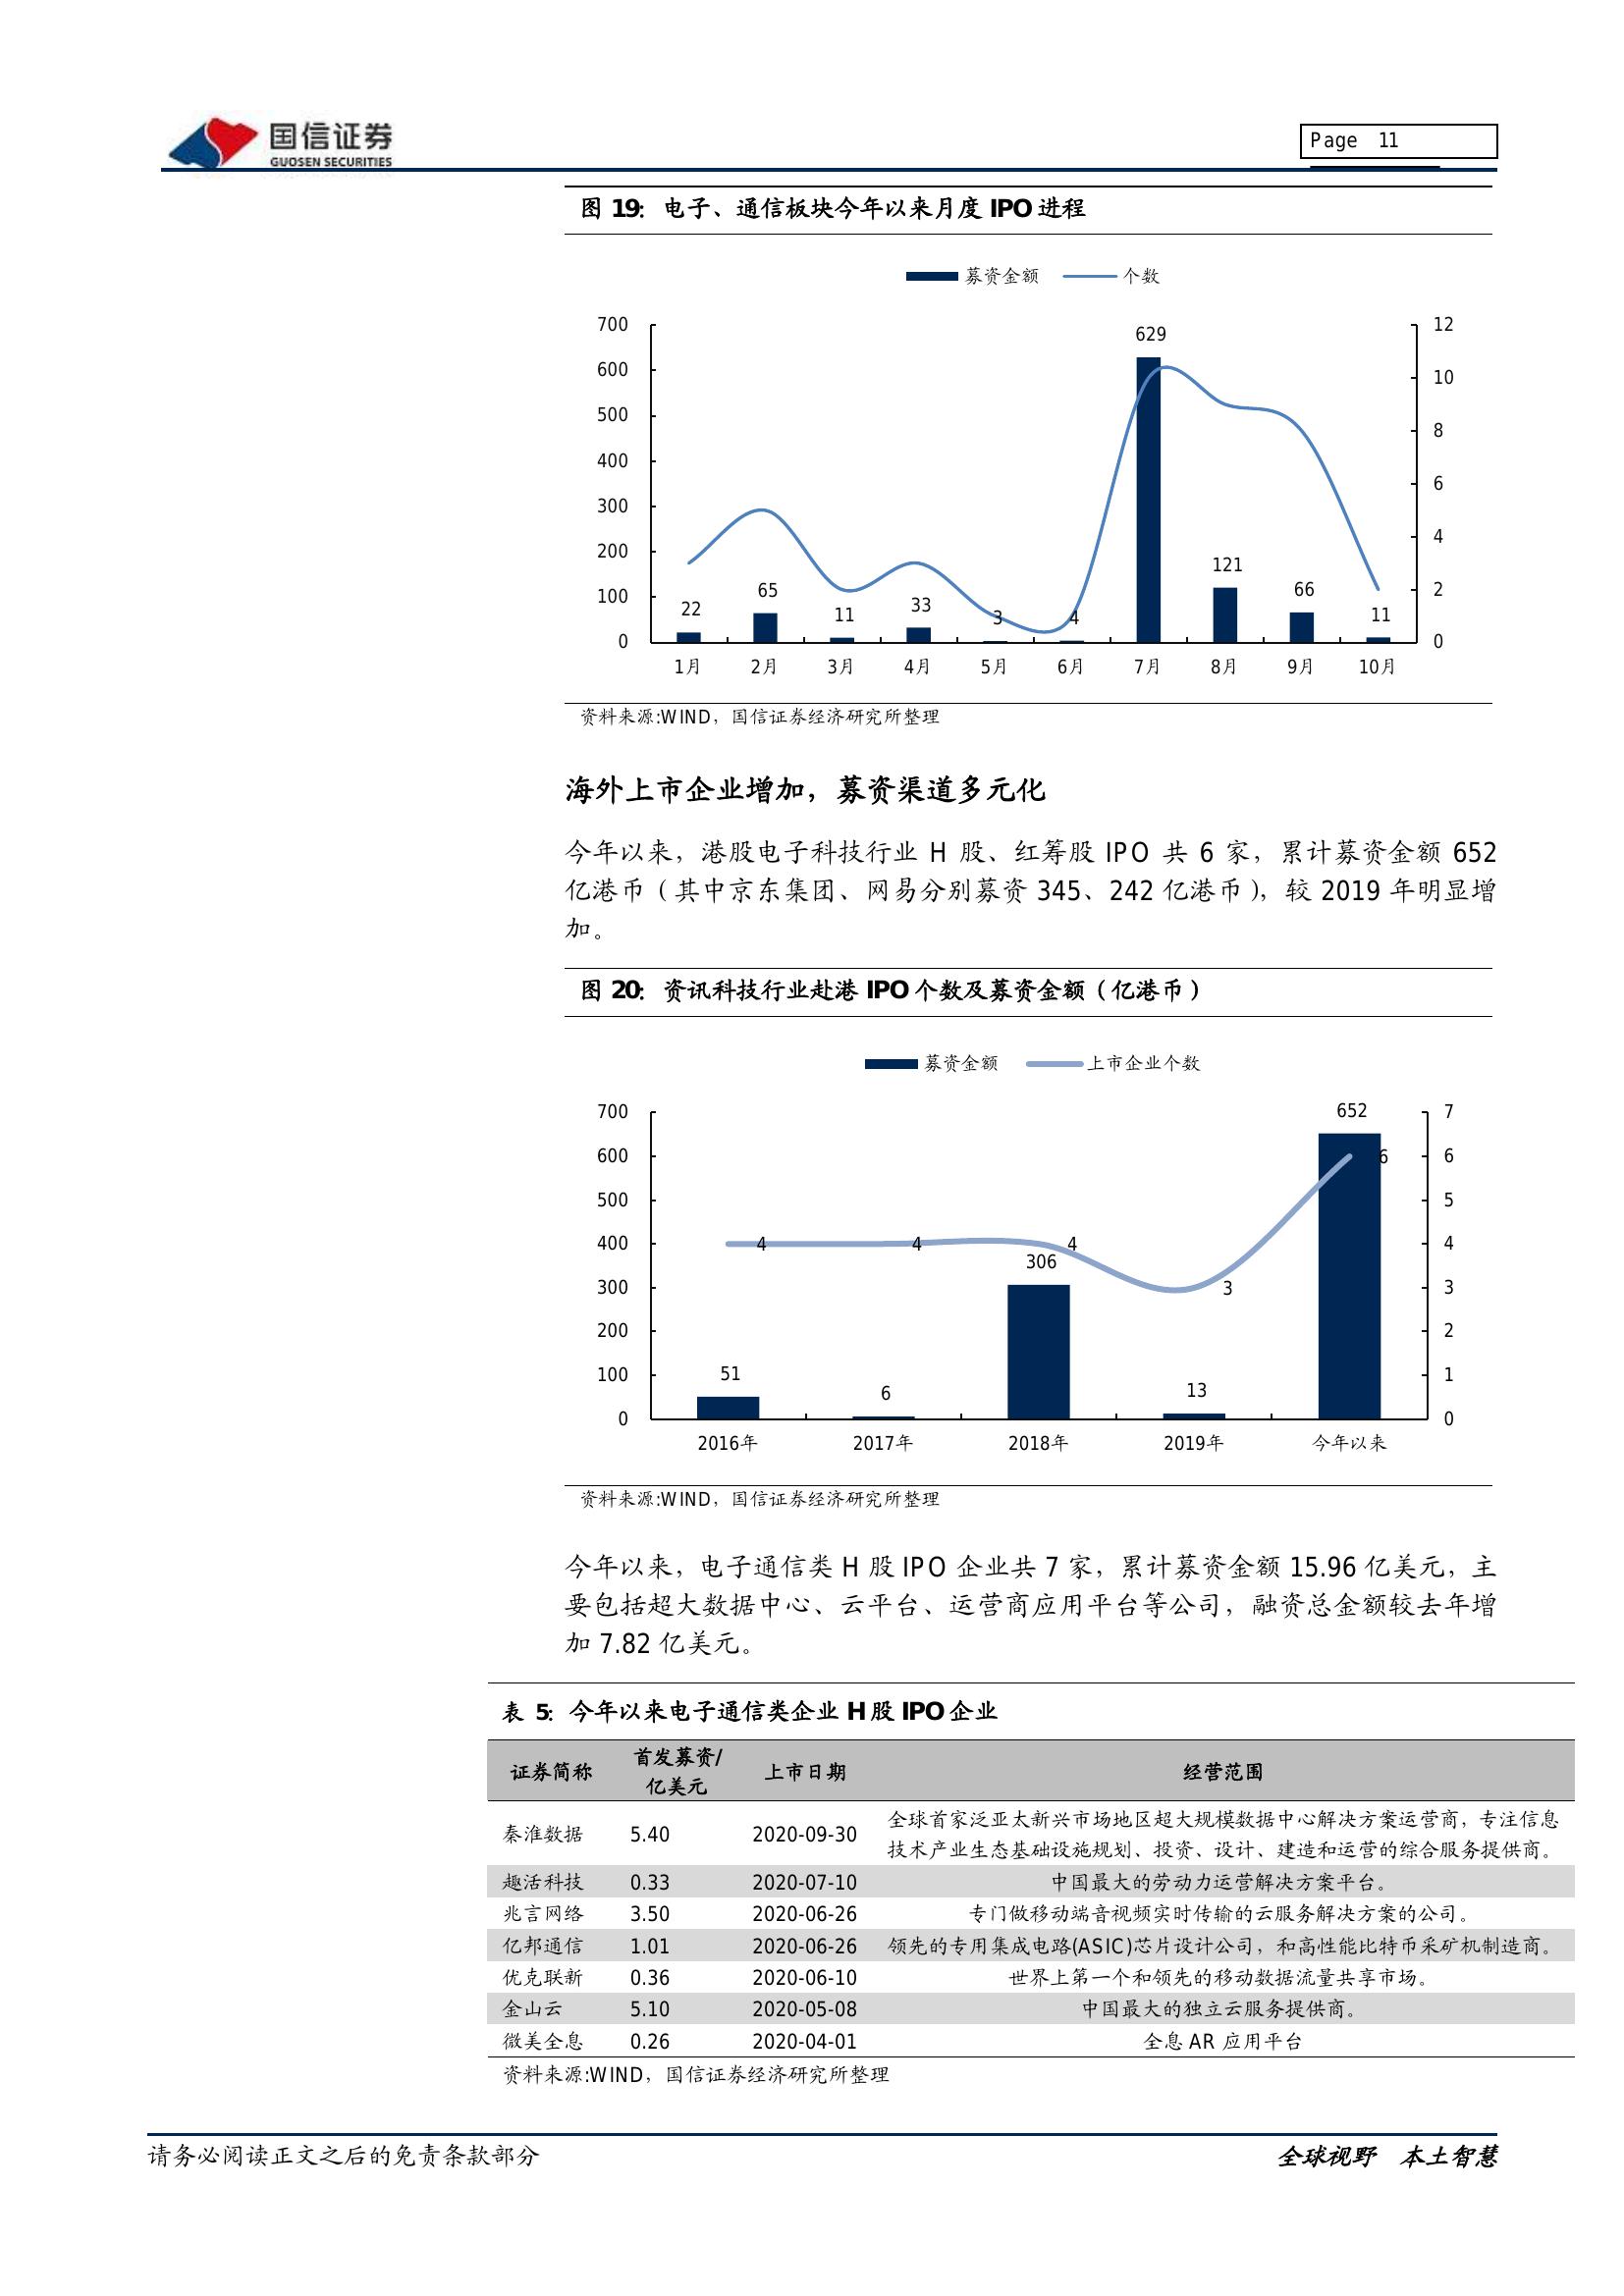 国信证券
GUOSEN SECURITIES
Page 11
图 19: 电子、通信板块今年以来月度 IPO 进程
募资金额 个数
700 12
600 10
500 8
400 6
300 4
200 2
100 0
0
629
121
66
65
33
22
11
3
4
11
1月 2月 3月 4月 5月 6月 7月 8月 9月 10月
资料来源:WIND，国信证券经济研究所整理
海外上市企业增加，募资渠道多元化
今年以来，港股电子科技行业 H 股、红筹股 IPO 共 6 家，累计募资金额 652
亿港币（其中京东集团、网易分别募资 345、242 亿港币），较 2019 年明显增
加。
图 20: 资讯科技行业赴港 IPO 个数及募资金额（亿港币）
募资金额 上市企业个数
700 7
600 6
500 5
400 4
300 3
200 2
100 1
0 0
652
6
4 4 4
306
3
51 6 13
2016年 2017年 2018年 2019年 今年以来
资料来源:WIND，国信证券经济研究所整理
今年以来，电子通信类 H 股 IPO 企业共 7 家，累计募资金额 15.96 亿美元，主
要包括超大数据中心、云平台、运营商应用平台等公司，融资总金额较去年增
加 7.82 亿美元。
表 5: 今年以来电子通信类企业 H 股 IPO 企业
证券简称 首发募资/亿美元 上市日期 经营范围
秦淮数据 5.40 2020-09-30 全球首家泛亚太新兴市场地区超大规模数据中心解决方案运营商，专注信息
技术产业生态基础设施规划、投资、设计、建造和运营的综合服务提供商。
趣活科技 0.33 2020-07-10 中国最大的劳动力运营解决方案平台。
兆言网络 3.50 2020-06-26 专门做移动端音视频实时传输的云服务解决方案的公司。
亿邦通信 1.01 2020-06-26 领先的专用集成电路(ASIC)芯片设计公司，和高性能比特币采矿机制造商。
优克联新 0.36 2020-06-10 世界上第一个和领先的移动数据流量共享市场。
金山云 5.10 2020-05-08 中国最大的独立云服务提供商。
微美全息 0.26 2020-04-01 全息 AR 应用平台
资料来源:WIND，国信证券经济研究所整理
请务必阅读正文之后的免责条款部分
全球视野 本土智慧